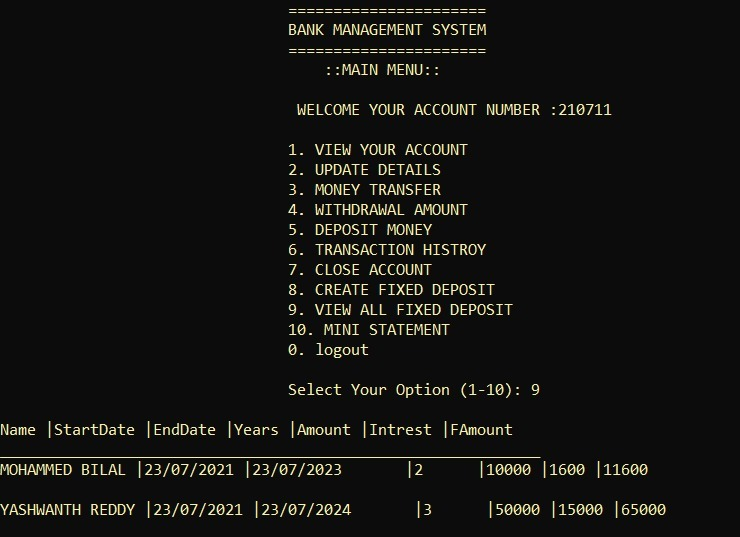 ======================
BANK MANAGEMENT SYSTEM
======================
::MAIN MENU::
WELCOME YOUR ACCOUNT NUMBER :210711
1. VIEW YOUR ACCOUNT
2. UPDATE DETAILS
3. MONEY TRANSFER
4. WITHDRAWAL AMOUNT
5. DEPOSIT MONEY
6. TRANSACTION HISTROY
7. CLOSE ACCOUNT
8. CREATE FIXED DEPOSIT
9. VIEW ALL FIXED DEPOSIT
10. MINI STATEMENT
0. logout
Select Your Option (1-10): 9
Name |StartDate |EndDate |Years |Amount |Intrest |FAmount
____________________________________________________________
MOHAMMED BILAL |23/07/2021 |23/07/2023 |2 |10000 |1600 |11600
YASHWANTH REDDY |23/07/2021 |23/07/2024 |3 |50000 |15000 |65000